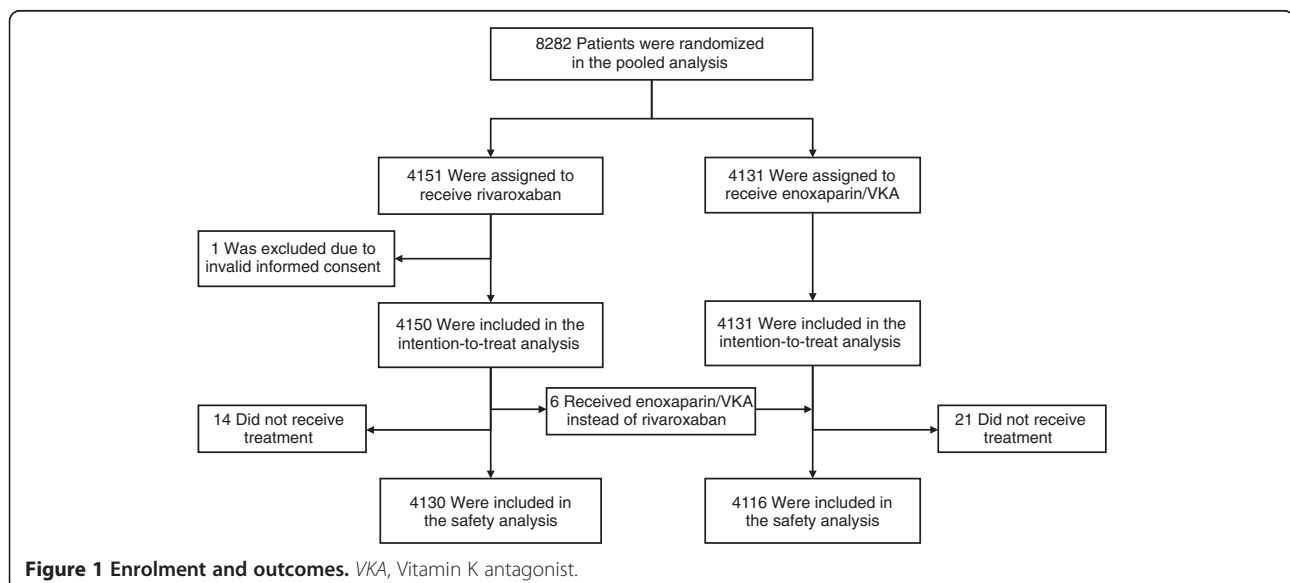 8282 Patients were randomized
in the pooled analysis
4151 Were assigned to
receive rivaroxaban
4131 Were assigned to
receive enoxaparin/VKA
1 Was excluded due to
invalid informed consent
4150 Were included in the
intention-to-treat analysis
4131 Were included in the
intention-to-treat analysis
6 Received enoxaparin/VKA
instead of rivaroxaban
14 Did not receive
treatment
21 Did not receive
treatment
4130 Were included in
the safety analysis
4116 Were included in
the safety analysis
Figure 1 Enrolment and outcomes. VKA, Vitamin K antagonist.